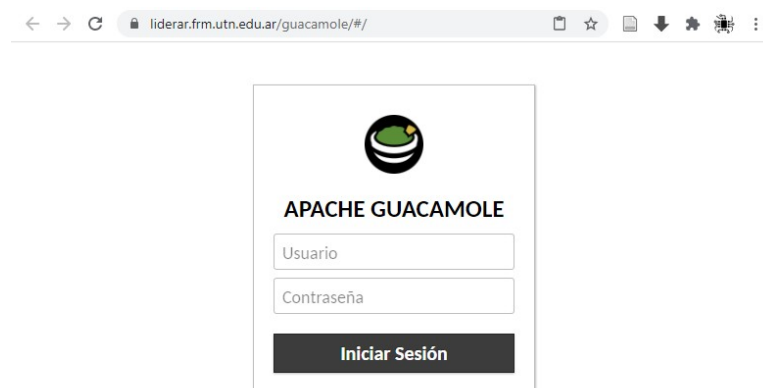 liderar.frm.utn.edu.ar/guacamole/#/
APACHE GUACAMOLE
Usuario
Contraseña
Iniciar Sesión